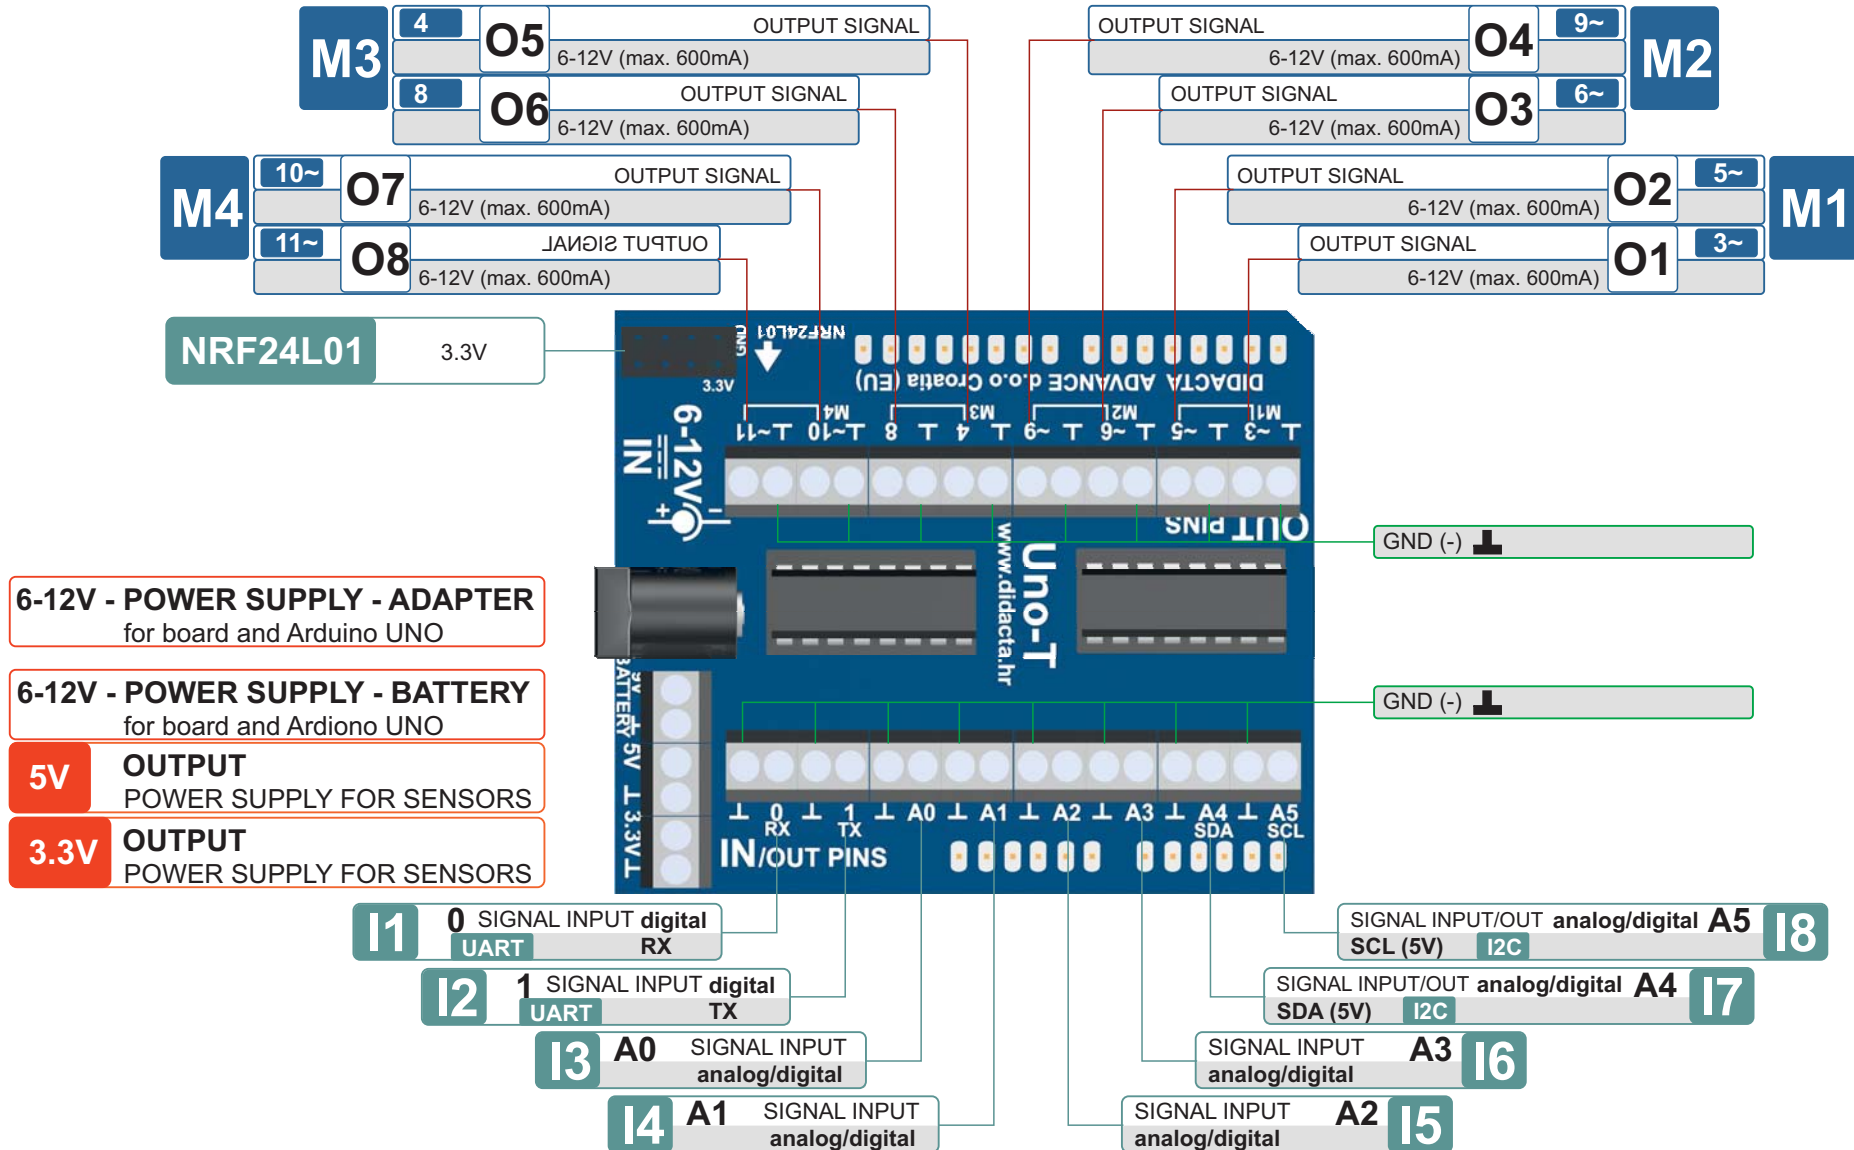 M3
4
O5
OUTPUT SIGNAL
6-12V (max. 600mA)
8
O6
OUTPUT SIGNAL
6-12V (max. 600mA)
OUTPUT SIGNAL
6-12V (max. 600mA)
O4
9~
M2
OUTPUT SIGNAL
6-12V (max. 600mA)
O3
6~
M4
10~
O7
OUTPUT SIGNAL
6-12V (max. 600mA)
11~
O8
OUTPUT SIGNAL
6-12V (max. 600mA)
OUTPUT SIGNAL
6-12V (max. 600mA)
O2
5~
M1
OUTPUT SIGNAL
6-12V (max. 600mA)
O1
3~
NRF24L01
3.3V
GND
NRF24L01
3.3V
DIDACTA ADVANCE d.o.o Croatia (EU)
M4
M3
M2
M1
11~ ⊥ 10~ ⊥ 8 ⊥ 4 ⊥ 9~ ⊥ 6~ ⊥ 5~ ⊥ 3~ ⊥
6-12V
IN
+ −
OUT PINS
GND (-)
Uno-T
www.didacta.hr
6-12V - POWER SUPPLY - ADAPTER
for board and Arduino UNO
6-12V - POWER SUPPLY - BATTERY
for board and Ardiono UNO
5V
OUTPUT
POWER SUPPLY FOR SENSORS
3.3V
OUTPUT
POWER SUPPLY FOR SENSORS
9V ⊥ 5V ⊥ 3.3V ⊥
BATTERY
GND (-)
⊥ 0 ⊥ 1 ⊥ A0 ⊥ A1 ⊥ A2 ⊥ A3 ⊥ A4 ⊥ A5
RX TX SDA SCL
IN/OUT PINS
I1
0 SIGNAL INPUT digital
UART RX
I2
1 SIGNAL INPUT digital
UART TX
I3
A0 SIGNAL INPUT
analog/digital
I4
A1 SIGNAL INPUT
analog/digital
SIGNAL INPUT/OUT analog/digital A5
SCL (5V) I2C
I8
SIGNAL INPUT/OUT analog/digital A4
SDA (5V) I2C
I7
SIGNAL INPUT A3
analog/digital
I6
SIGNAL INPUT A2
analog/digital
I5